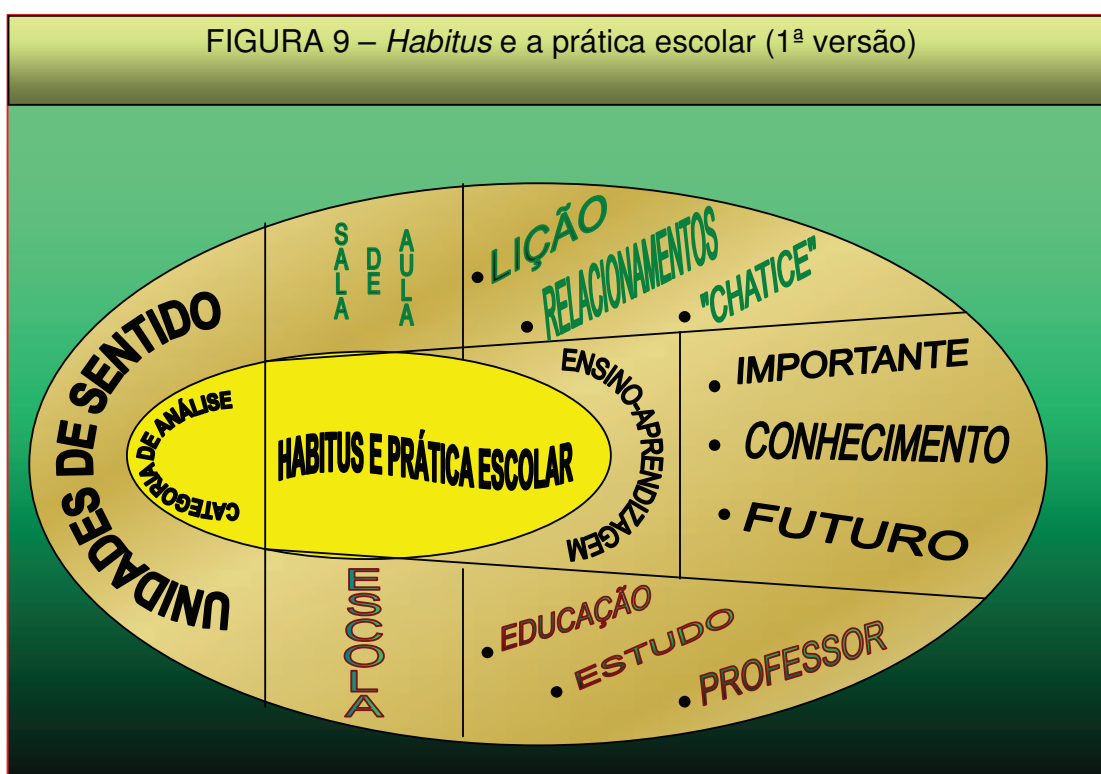 FIGURA 9 – Habitus e a prática escolar (1ª versão)
UNIDADES DE SENTIDO
CATEGORIA DE ANÁLISE
HABITUS E PRÁTICA ESCOLAR
SALA
DE
AULA
• LIÇÃO
• RELACIONAMENTOS
• "CHATICE"
ENSINO-APRENDIZAGEM
• IMPORTANTE
• CONHECIMENTO
• FUTURO
ESCOLA
• EDUCAÇÃO
• ESTUDO
• PROFESSOR